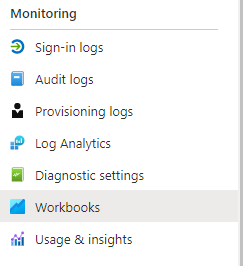 Monitoring
Sign-in logs
Audit logs
Provisioning logs
Log Analytics
Diagnostic settings
Workbooks
Usage & insights